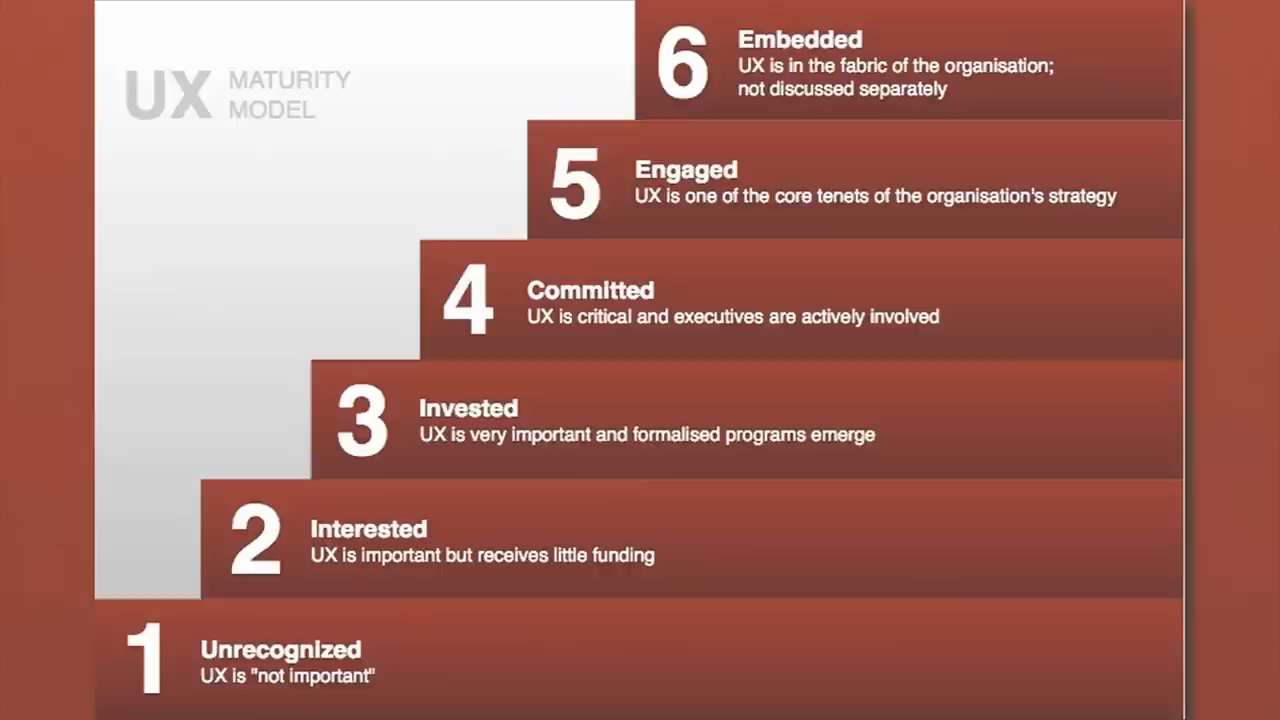 UX MATURITY
MODEL
6
Embedded
UX is in the fabric of the organisation;
not discussed separately
5
Engaged
UX is one of the core tenets of the organisation's strategy
4
Committed
UX is critical and executives are actively involved
3
Invested
UX is very important and formalised programs emerge
2
Interested
UX is important but receives little funding
1
Unrecognized
UX is "not important"